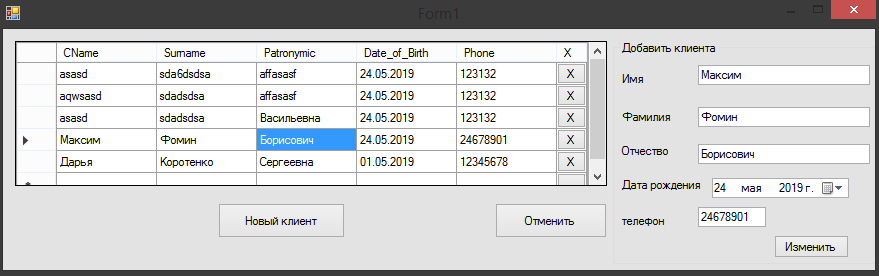 Form1
CName Surname Patronymic Date_of_Birth Phone X
asasd sda6dsdsa affasasf 24.05.2019 123132 X
aqwsasd sdadsdsa affasasf 24.05.2019 123132 X
asasd sdadsdsa Васильевна 24.05.2019 123132 X
Максим Фомин Борисович 24.05.2019 24678901 X
Дарья Коротенко Сергеевна 01.05.2019 12345678 X
Новый клиент
Отменить
Добавить клиента
Имя Максим
Фамилия Фомин
Отчество Борисович
Дата рождения 24 мая 2019 г.
телефон 24678901
Изменить